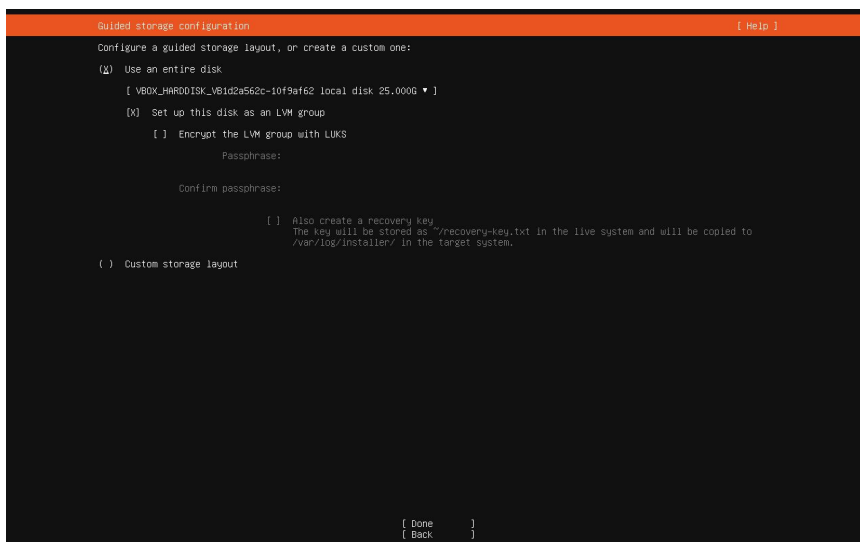 Guided storage configuration [ Help ]
Configure a guided storage layout, or create a custom one:
(X) Use an entire disk
[ VBOX_HARDDISK_VB1d2a562c-10f9af62 local disk 25.000G ▾ ]
[X] Set up this disk as an LVM group
[ ] Encrypt the LVM group with LUKS
Passphrase:
Confirm passphrase:
[ ] Also create a recovery key
The key will be stored as ~/recovery-key.txt in the live system and will be copied to
/var/log/installer/ in the target system.
( ) Custom storage layout
[ Done ]
[ Back ]